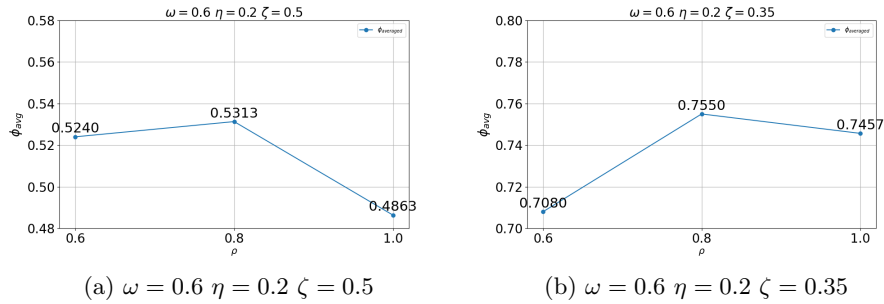 ω = 0.6 η = 0.2 ζ = 0.5
ϕaveraged
0.58
0.56
0.54
0.52
0.50
0.48
ϕavg
0.5240
0.5313
0.4863
0.6
0.8
1.0
ρ
(a) ω = 0.6 η = 0.2 ζ = 0.5
ω = 0.6 η = 0.2 ζ = 0.35
ϕaveraged
0.80
0.78
0.76
0.74
0.72
0.70
ϕavg
0.7080
0.7550
0.7457
0.6
0.8
1.0
ρ
(b) ω = 0.6 η = 0.2 ζ = 0.35